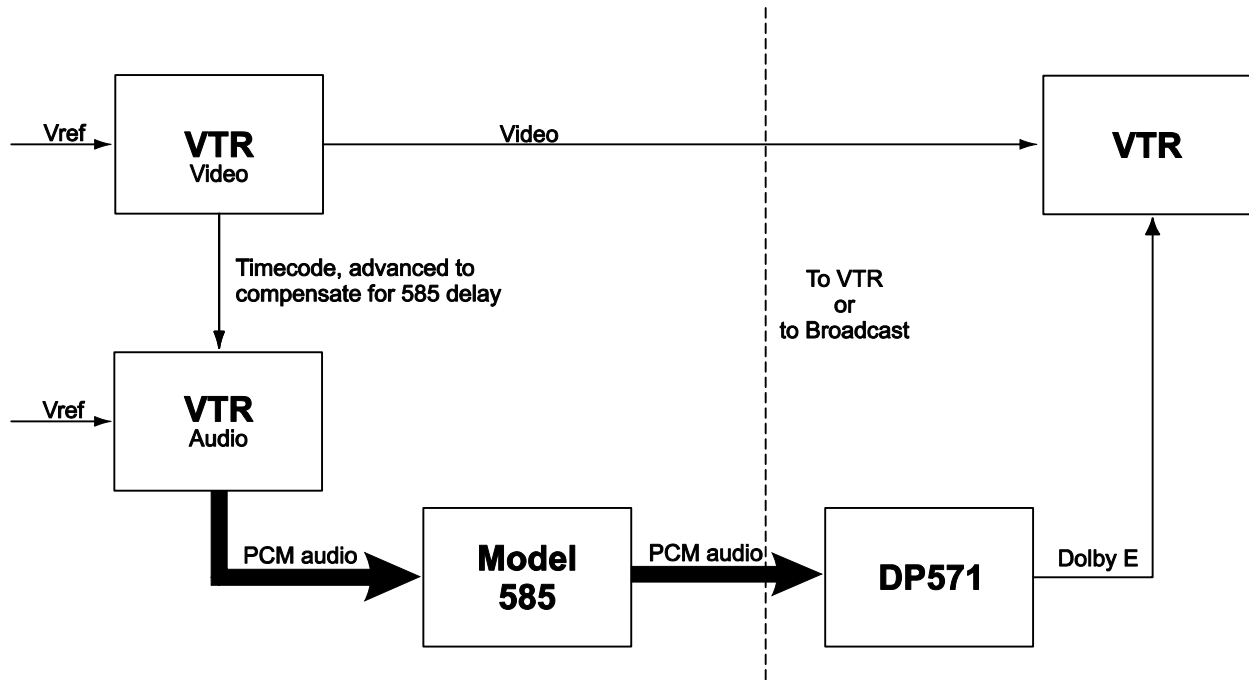 Vref
VTR
Video
Video
VTR
Timecode, advanced to
compensate for 585 delay
To VTR
or
to Broadcast
Vref
VTR
Audio
PCM audio
Model
585
PCM audio
DP571
Dolby E